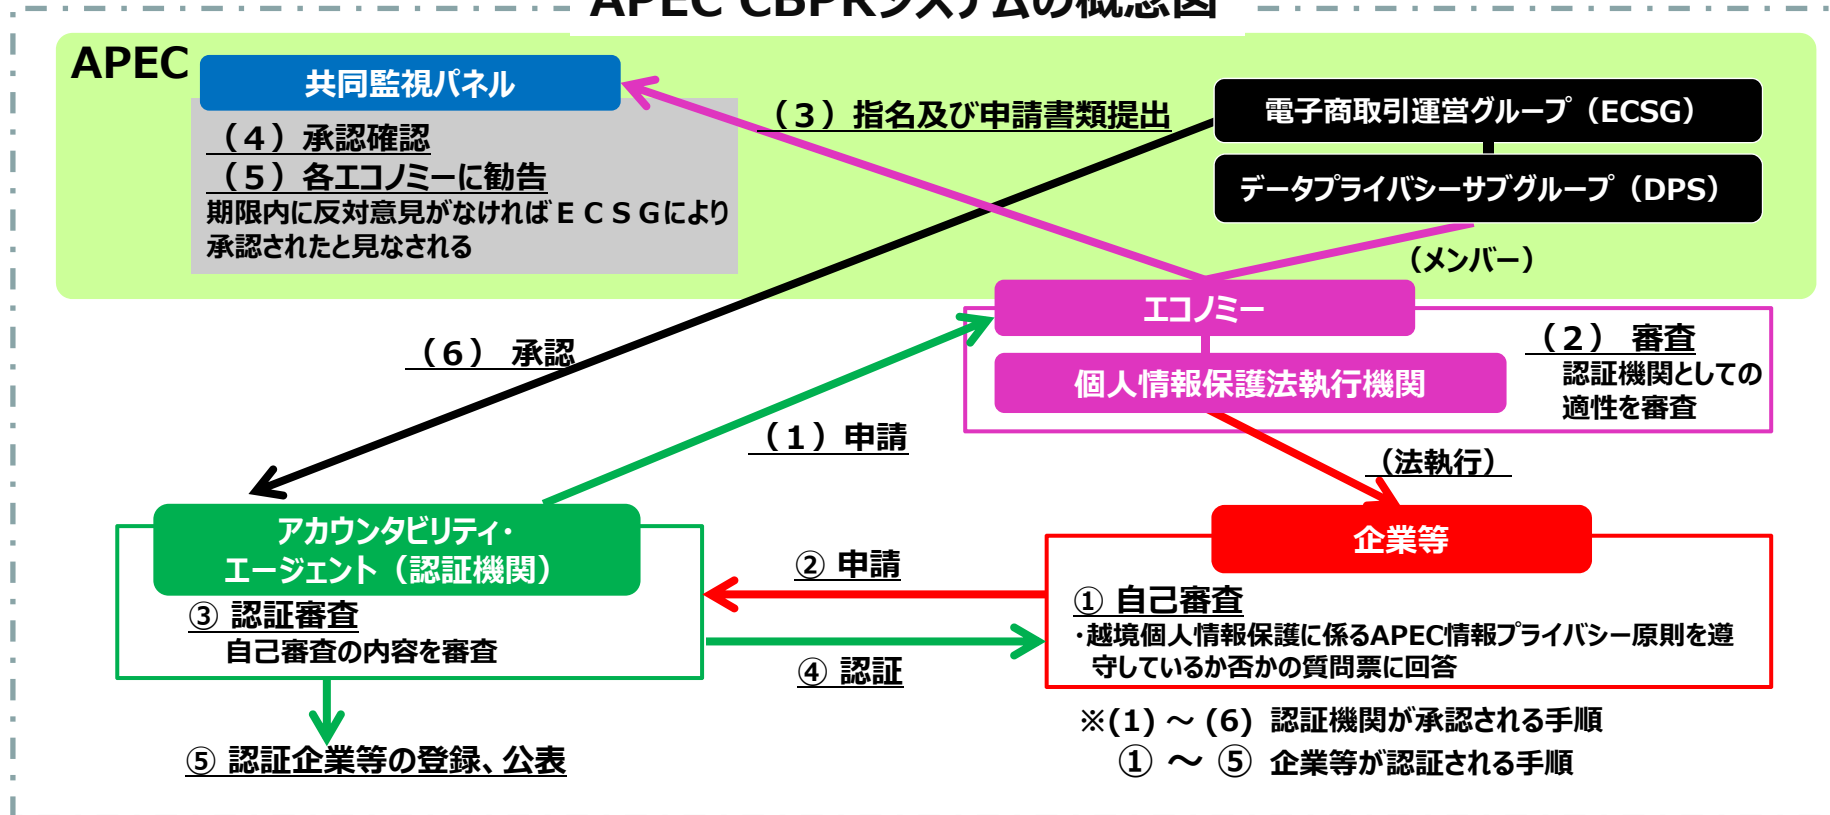 APEC CBPRシステムの概念図
APEC
共同監視パネル
（4）承認確認
（5）各エコノミーに勧告
期限内に反対意見がなければＥＣＳＧにより
承認されたと見なされる
（3）指名及び申請書類提出
電子商取引運営グループ（ECSG）
データプライバシーサブグループ（DPS）
（メンバー）
エコノミー
個人情報保護法執行機関
（2） 審査
認証機関としての
適性を審査
（6） 承認
（1）申請
（法執行）
アカウンタビリティ・
エージェント（認証機関）
③ 認証審査
自己審査の内容を審査
② 申請
④ 認証
企業等
① 自己審査
・越境個人情報保護に係るAPEC情報プライバシー原則を遵
守しているか否かの質問票に回答
⑤ 認証企業等の登録、公表
※(1) ～ (6) 認証機関が承認される手順
① ～ ⑤ 企業等が認証される手順